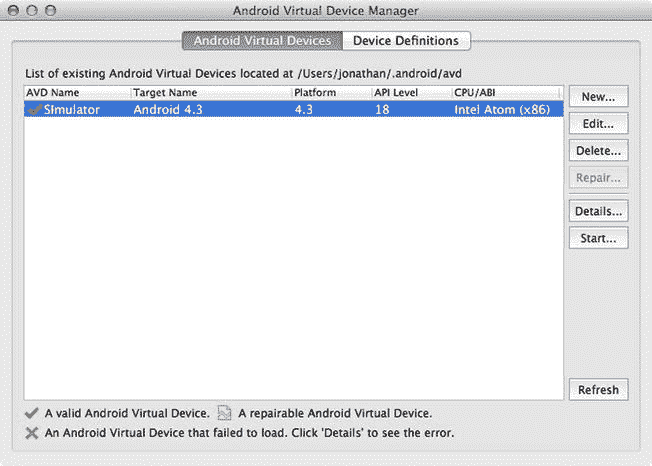 Android Virtual Device Manager
Android Virtual Devices Device Definitions
List of existing Android Virtual Devices located at /Users/jonathan/.android/avd
AVD Name Target Name Platform API Level CPU/ABI
SImulator Android 4.3 4.3 18 Intel Atom (x86)
New...
Edit...
Delete...
Repair...
Details...
Start...
Refresh
A valid Android Virtual Device. A repairable Android Virtual Device.
An Android Virtual Device that failed to load. Click 'Details' to see the error.